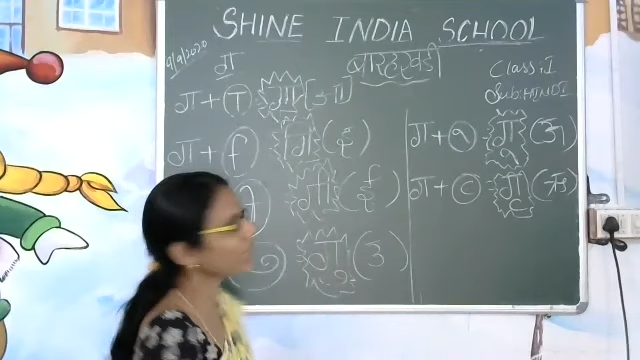 SHINE INDIA SCHOOL
9/9/2020
ग
बारहखडी
Class: I
Sub: HINDI
ग + ा गा (आ)
ग + ि गि (इ)
गी (ई)
गु (उ)
ग + ू गू (ऊ)
ग + ृ गृ (ऋ)